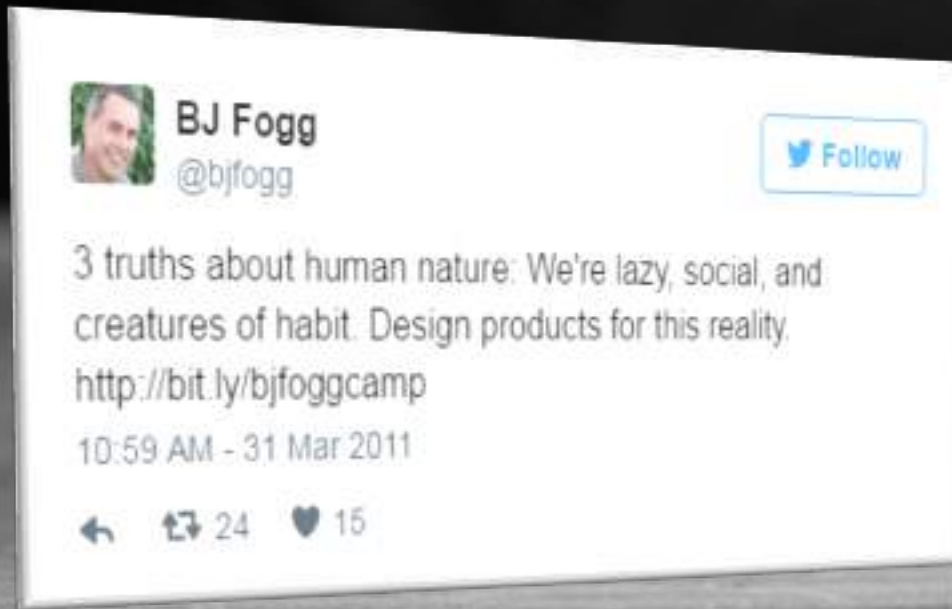 BJ Fogg
@bjfogg
Follow
3 truths about human nature: We're lazy, social, and
creatures of habit. Design products for this reality.
http://bit.ly/bjfoggcamp
10:59 AM - 31 Mar 2011
24 15